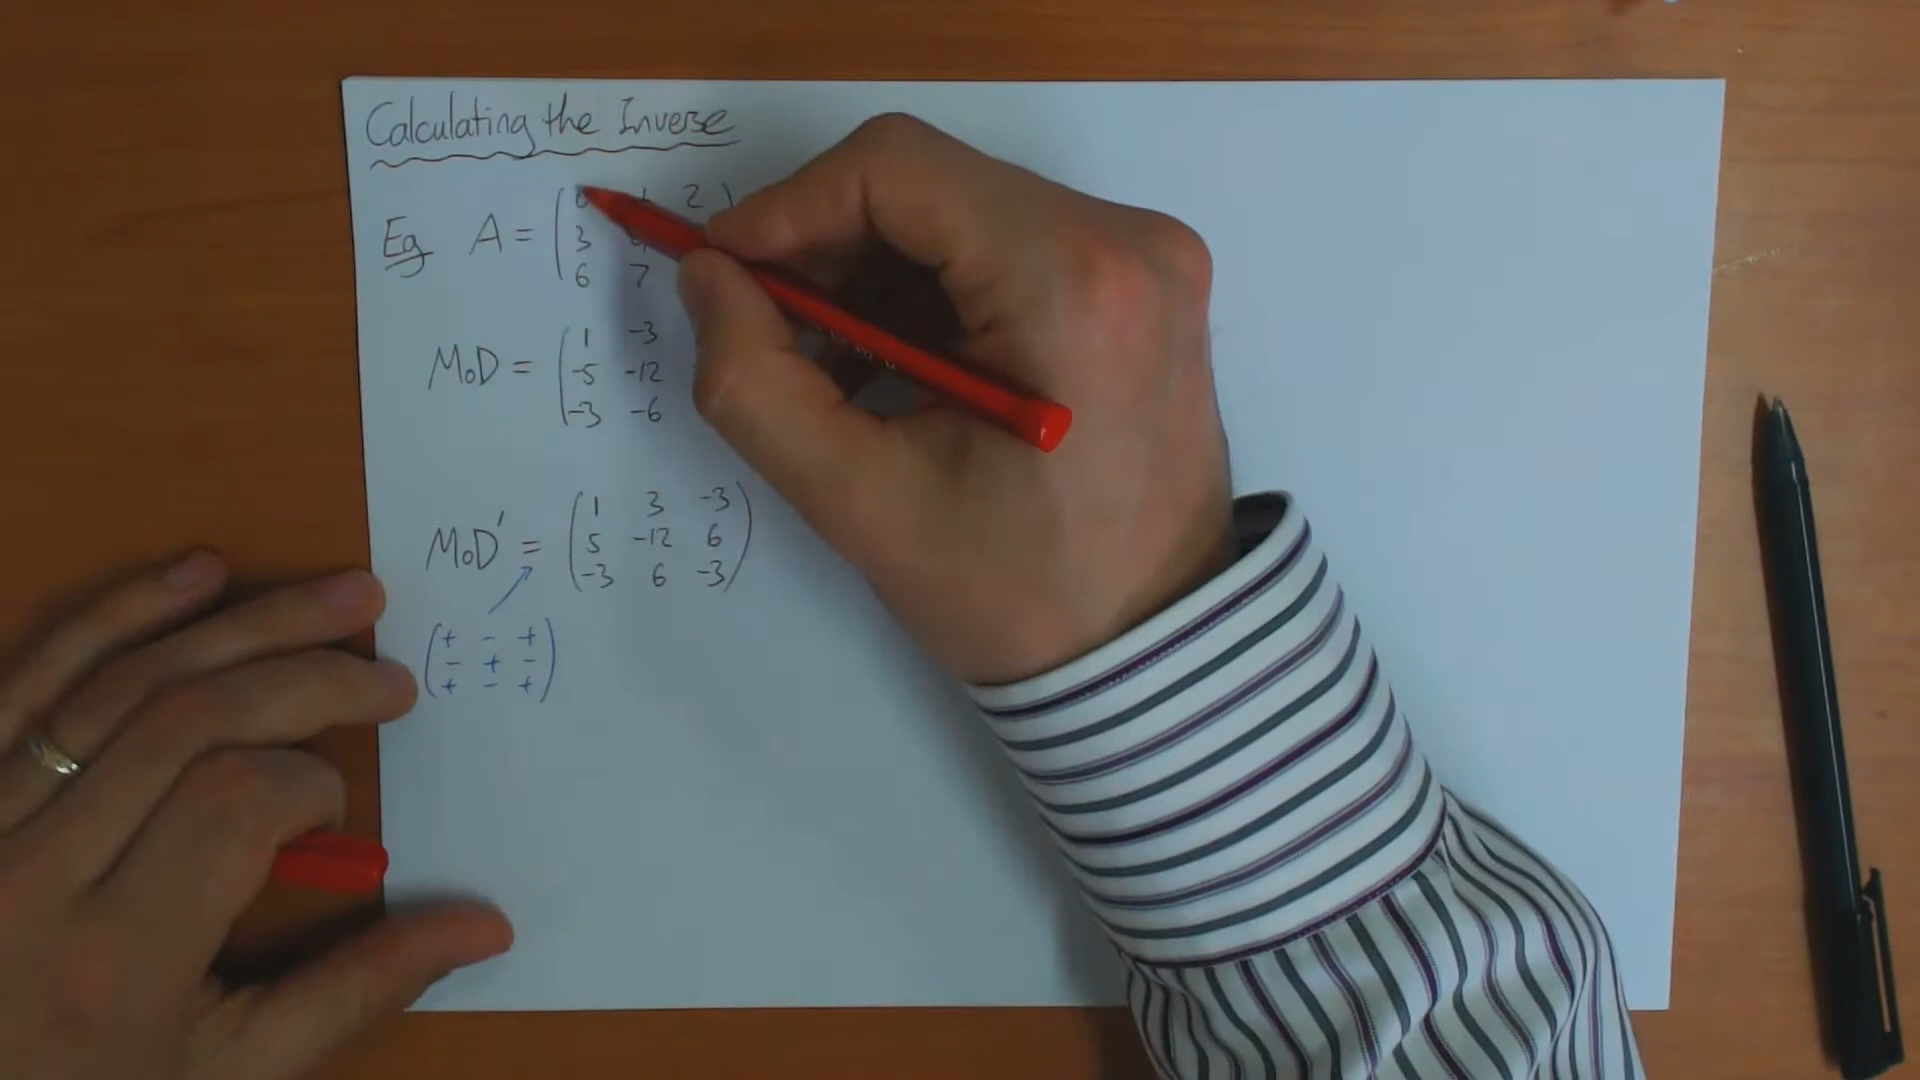 Calculating the Inverse
2
Eg A = 3
6 7
1 -3
MoD = -5 -12
-3 -6
1 3 -3
MoD' = 5 -12 6
-3 6 -3
+ - +
- + -
+ - +